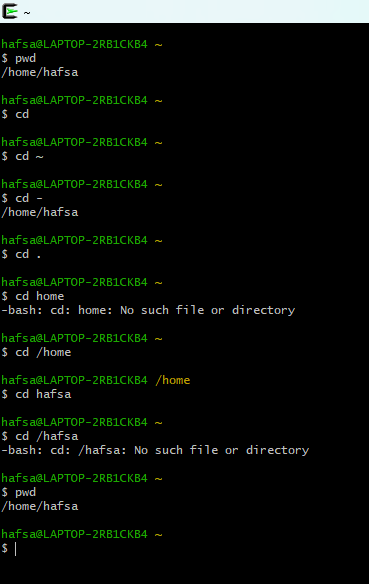 ~
hafsa@LAPTOP-2RB1CKB4 ~
$ pwd
/home/hafsa
hafsa@LAPTOP-2RB1CKB4 ~
$ cd
hafsa@LAPTOP-2RB1CKB4 ~
$ cd ~
hafsa@LAPTOP-2RB1CKB4 ~
$ cd -
/home/hafsa
hafsa@LAPTOP-2RB1CKB4 ~
$ cd .
hafsa@LAPTOP-2RB1CKB4 ~
$ cd home
-bash: cd: home: No such file or directory
hafsa@LAPTOP-2RB1CKB4 ~
$ cd /home
hafsa@LAPTOP-2RB1CKB4 /home
$ cd hafsa
hafsa@LAPTOP-2RB1CKB4 ~
$ cd /hafsa
-bash: cd: /hafsa: No such file or directory
hafsa@LAPTOP-2RB1CKB4 ~
$ pwd
/home/hafsa
hafsa@LAPTOP-2RB1CKB4 ~
$